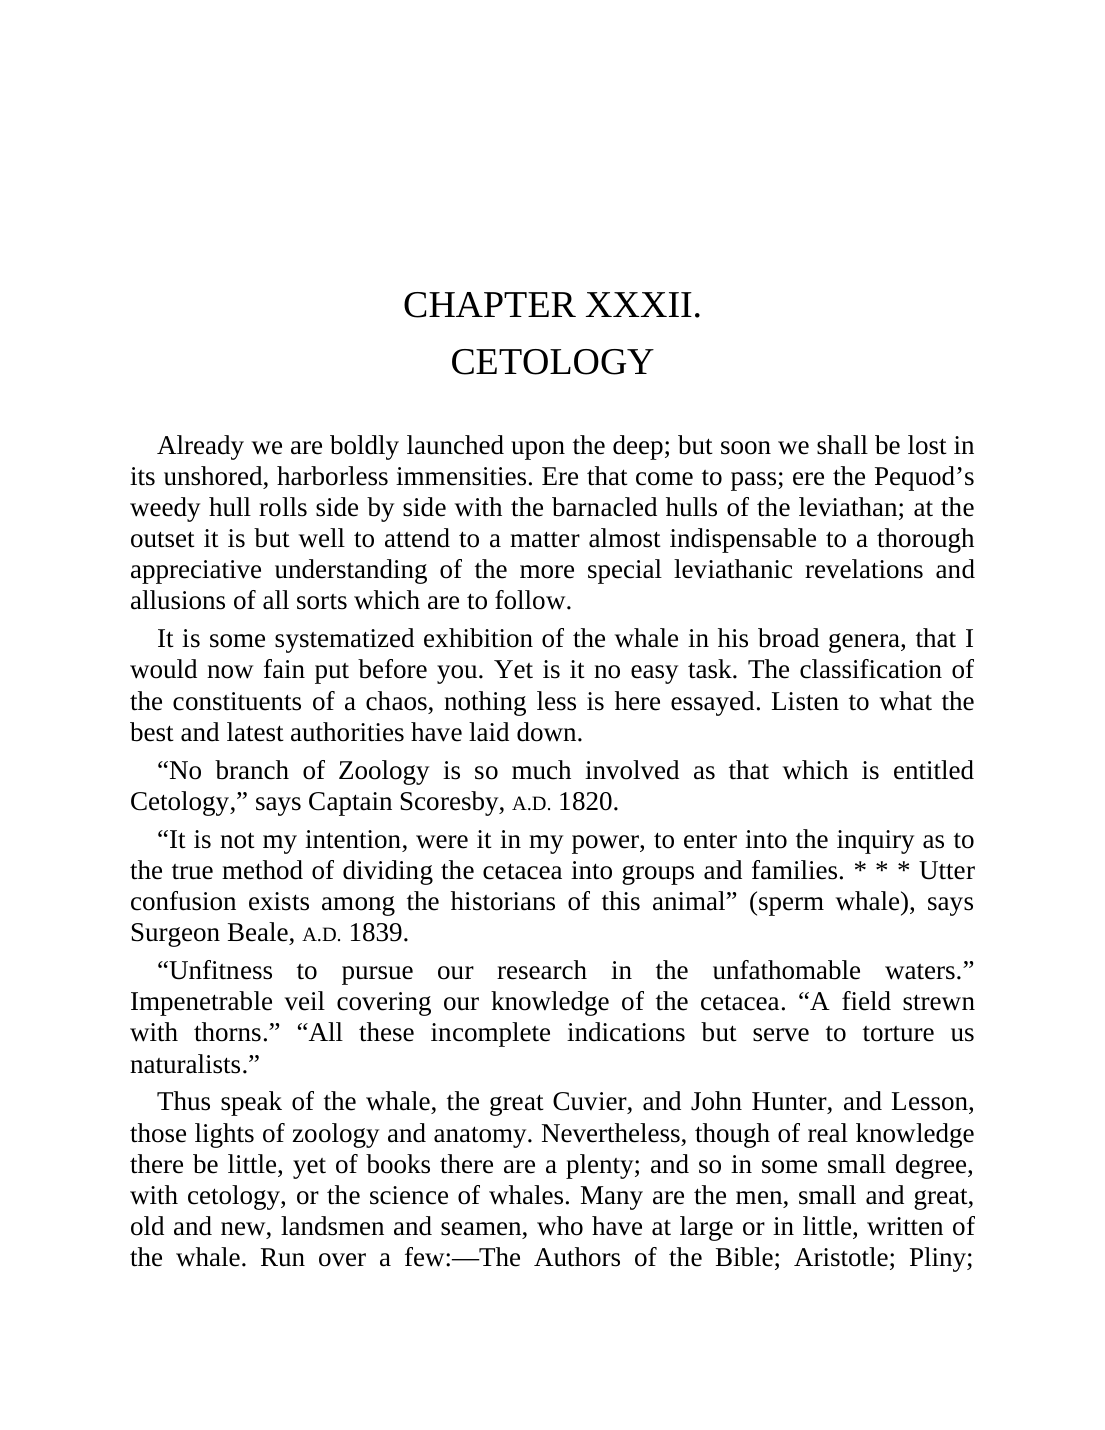 CHAPTER XXXII.
CETOLOGY
Already we are boldly launched upon the deep; but soon we shall be lost in
its unshored, harborless immensities. Ere that come to pass; ere the Pequod’s
weedy hull rolls side by side with the barnacled hulls of the leviathan; at the
outset it is but well to attend to a matter almost indispensable to a thorough
appreciative understanding of the more special leviathanic revelations and
allusions of all sorts which are to follow.
It is some systematized exhibition of the whale in his broad genera, that I
would now fain put before you. Yet is it no easy task. The classification of
the constituents of a chaos, nothing less is here essayed. Listen to what the
best and latest authorities have laid down.
“No branch of Zoology is so much involved as that which is entitled
Cetology,” says Captain Scoresby, A.D. 1820.
“It is not my intention, were it in my power, to enter into the inquiry as to
the true method of dividing the cetacea into groups and families. * * * Utter
confusion exists among the historians of this animal” (sperm whale), says
Surgeon Beale, A.D. 1839.
“Unfitness to pursue our research in the unfathomable waters.”
Impenetrable veil covering our knowledge of the cetacea. “A field strewn
with thorns.” “All these incomplete indications but serve to torture us
naturalists.”
Thus speak of the whale, the great Cuvier, and John Hunter, and Lesson,
those lights of zoology and anatomy. Nevertheless, though of real knowledge
there be little, yet of books there are a plenty; and so in some small degree,
with cetology, or the science of whales. Many are the men, small and great,
old and new, landsmen and seamen, who have at large or in little, written of
the whale. Run over a few:—The Authors of the Bible; Aristotle; Pliny;